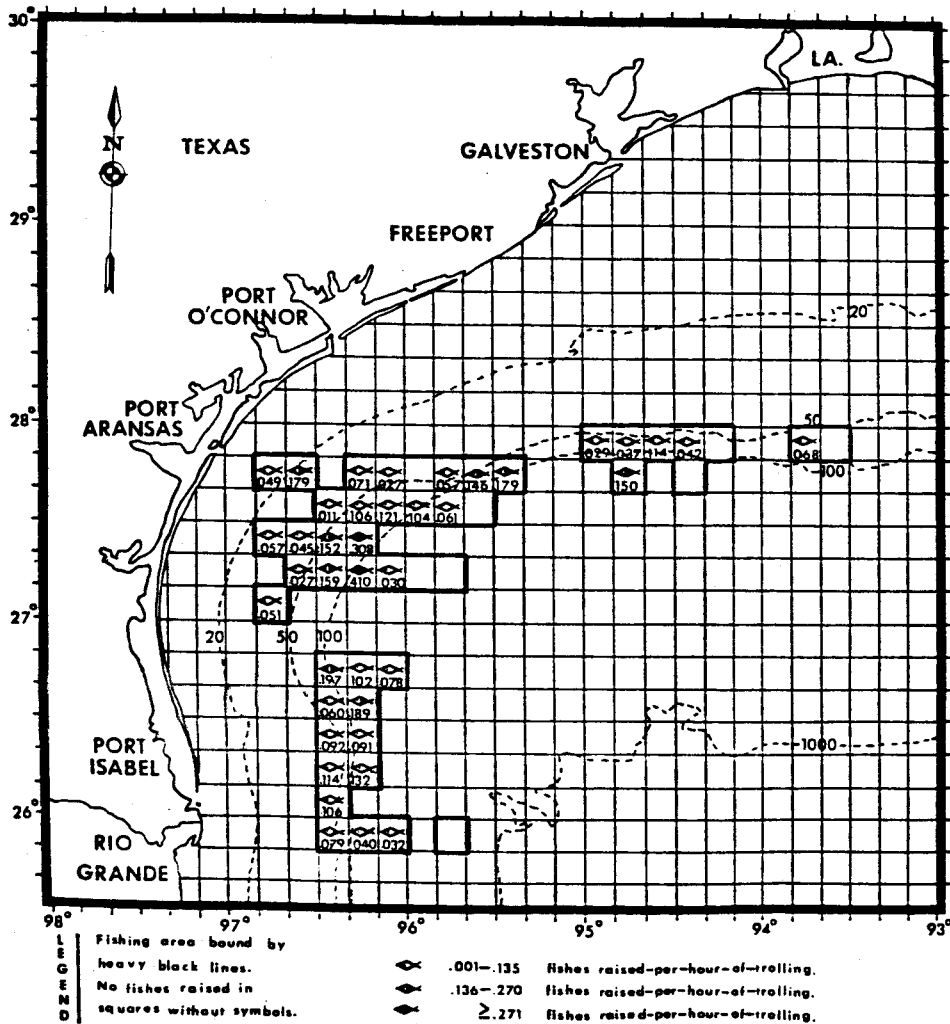 30°
LA.
N
TEXAS
GALVESTON
29°
FREEPORT
PORT
O'CONNOR
20
28°
PORT
ARANSAS
50
.029 .037 .114 .042 .068
100
.049 .179 .071 .027 .057 .179
.150
.011 .106 .121 .104 .061
.057 .045 .152 .308
.027 .159 .410 .030
.051
27°
20 50 100
.197 .102 .078
.060 .189
.092 .091
1000
PORT
ISABEL
.114 .132
.106
26°
RIO
GRANDE
.079 .040 .032
98° 97° 96° 95° 94° 93°
LEGEND
Fishing area bound by
heavy black lines.
No fishes raised in
squares without symbols.
.001–.135 fishes raised-per-hour-of-trolling.
.136–.270 fishes raised-per-hour-of-trolling.
≥.271 fishes raised-per-hour-of-trolling.